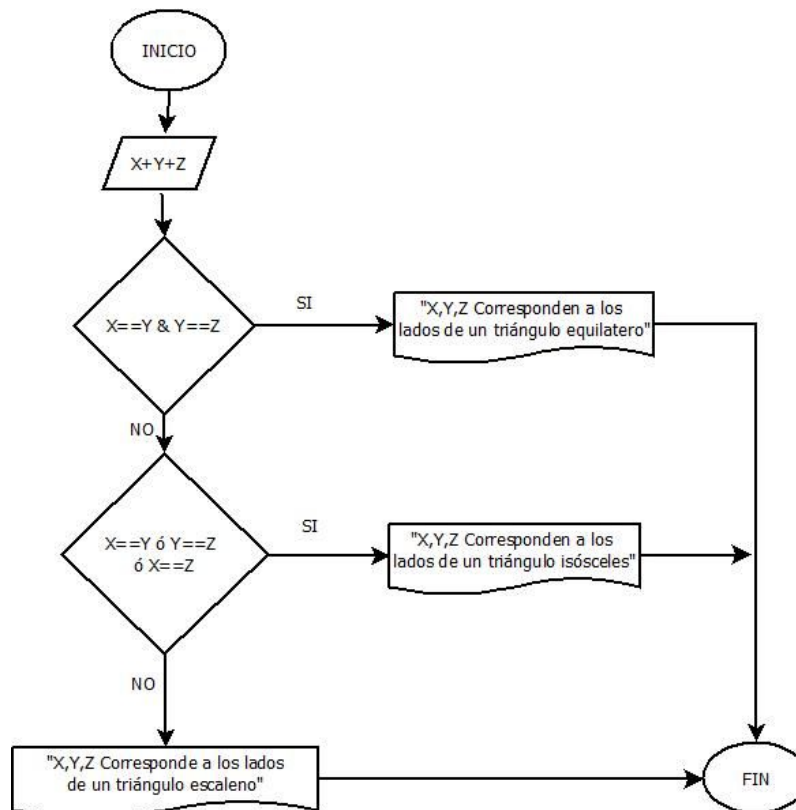 INICIO
X+Y+Z
X==Y & Y==Z
SI
"X,Y,Z Corresponden a los
lados de un triángulo equilatero"
NO
X==Y ó Y==Z
ó X==Z
SI
"X,Y,Z Corresponden a los
lados de un triángulo isósceles"
NO
"X,Y,Z Corresponde a los lados
de un triángulo escaleno"
FIN